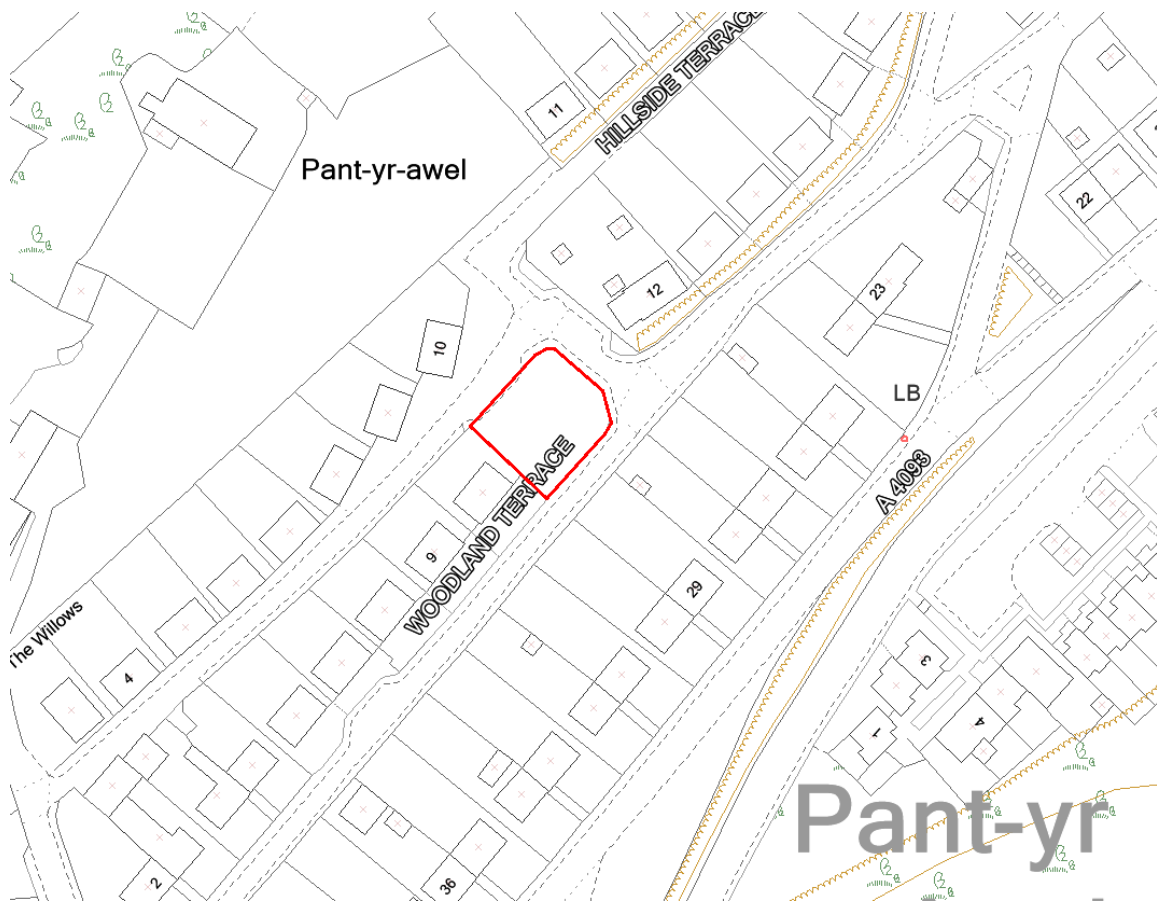 HILLSIDE TERRACE
11
Pant-yr-awel
22
12
23
10
LB
A 4093
WOODLAND TERRACE
9
29
The Willows
4
3
1
4
Pant-yr
2
36